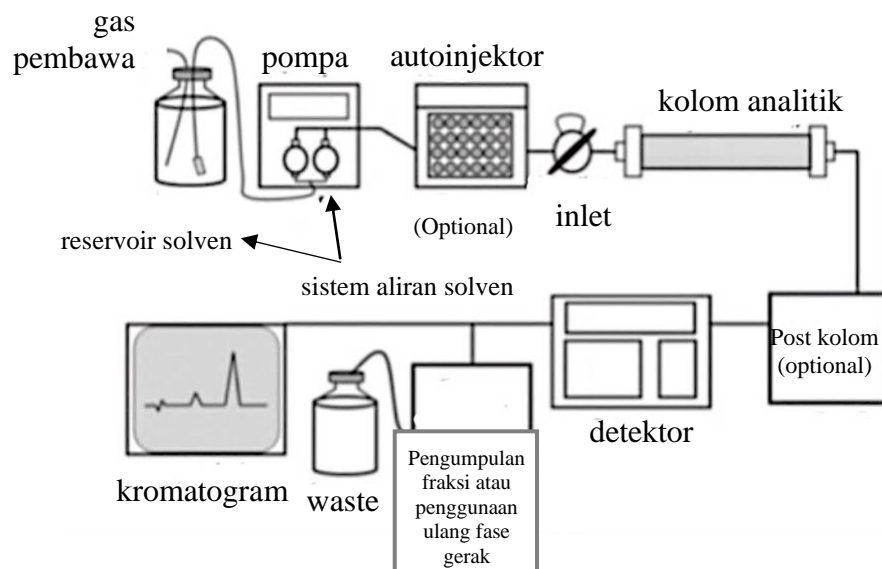 gas
pembawa
pompa
autoinjektor
kolom analitik
(Optional)
inlet
reservoir solven
sistem aliran solven
Post kolom
(optional)
detektor
kromatogram
waste
Pengumpulan
fraksi atau
penggunaan
ulang fase
gerak